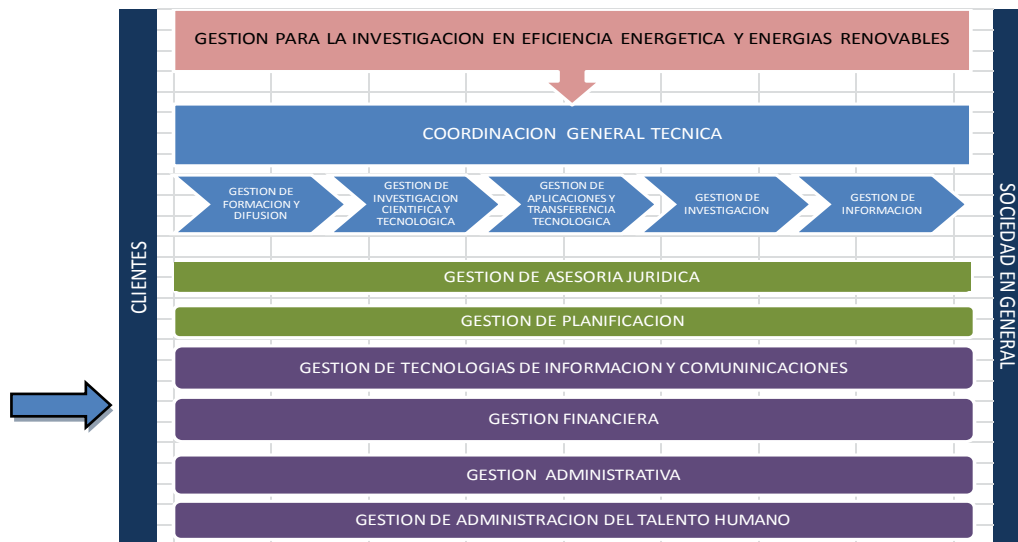 GESTION PARA LA INVESTIGACION EN EFICIENCIA ENERGETICA Y ENERGIAS RENOVABLES
COORDINACION GENERAL TECNICA
GESTION DE
FORMACION Y
DIFUSION
GESTION DE
INVESTIGACION
CIENTIFICA Y
TECNOLOGICA
GESTION DE
APLICACIONES Y
TRANSFERENCIA
TECNOLOGICA
GESTION DE
INVESTIGACION
GESTION DE
INFORMACION
CLIENTES
SOCIEDAD EN GENERAL
GESTION DE ASESORIA JURIDICA
GESTION DE PLANIFICACION
GESTION DE TECNOLOGIAS DE INFORMACION Y COMUNINICACIONES
GESTION FINANCIERA
GESTION ADMINISTRATIVA
GESTION DE ADMINISTRACION DEL TALENTO HUMANO